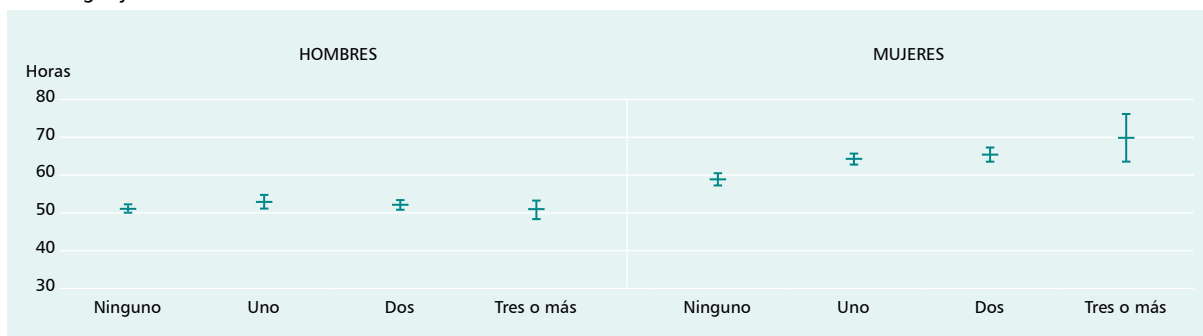 HOMBRES
MUJERES
Horas
80
70
60
50
40
30
Ninguno Uno Dos Tres o más Ninguno Uno Dos Tres o más